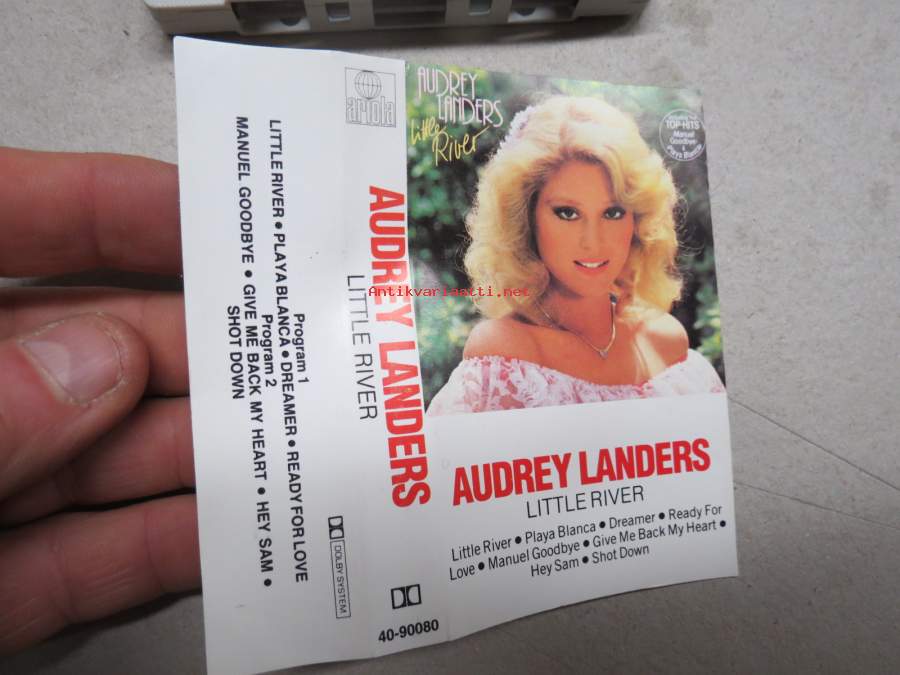 ariola
Program 1
LITTLE RIVER • PLAYA BLANCA • DREAMER • READY FOR LOVE
Program 2
MANUEL GOODBYE • GIVE ME BACK MY HEART • HEY SAM •
SHOT DOWN
DOLBY SYSTEM
AUDREY LANDERS
LITTLE RIVER
40-90080
AUDREY
LANDERS
Little
River
TOP-HITS
Manuel
Goodbye
&
Playa Blanca
Antikvariaatti.net
AUDREY LANDERS
LITTLE RIVER
Little River • Playa Blanca • Dreamer • Ready For
Love • Manuel Goodbye • Give Me Back My Heart •
Hey Sam • Shot Down